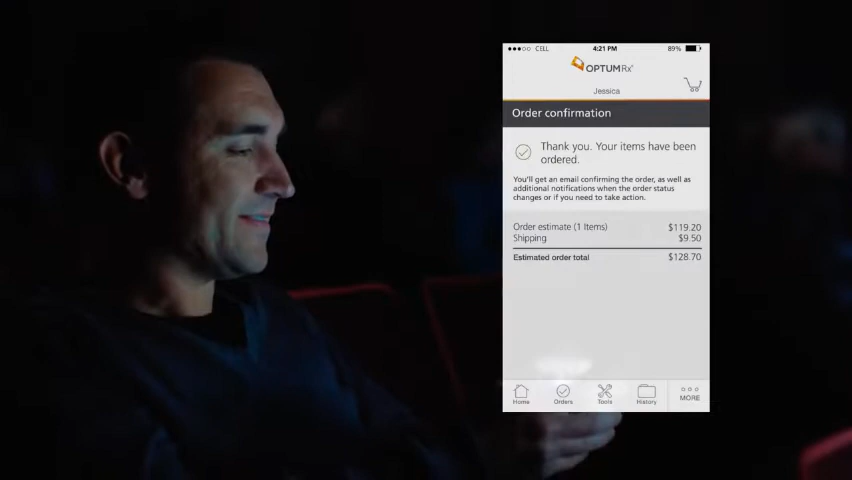 CELL 4:21 PM 89%
OPTUMRx®
Jessica
Order confirmation
Thank you. Your items have been
ordered.
You'll get an email confirming the order, as well as
additional notifications when the order status
changes or if you need to take action.
Order estimate (1 Items) $119.20
Shipping $9.50
Estimated order total $128.70
Home Orders Tools History MORE